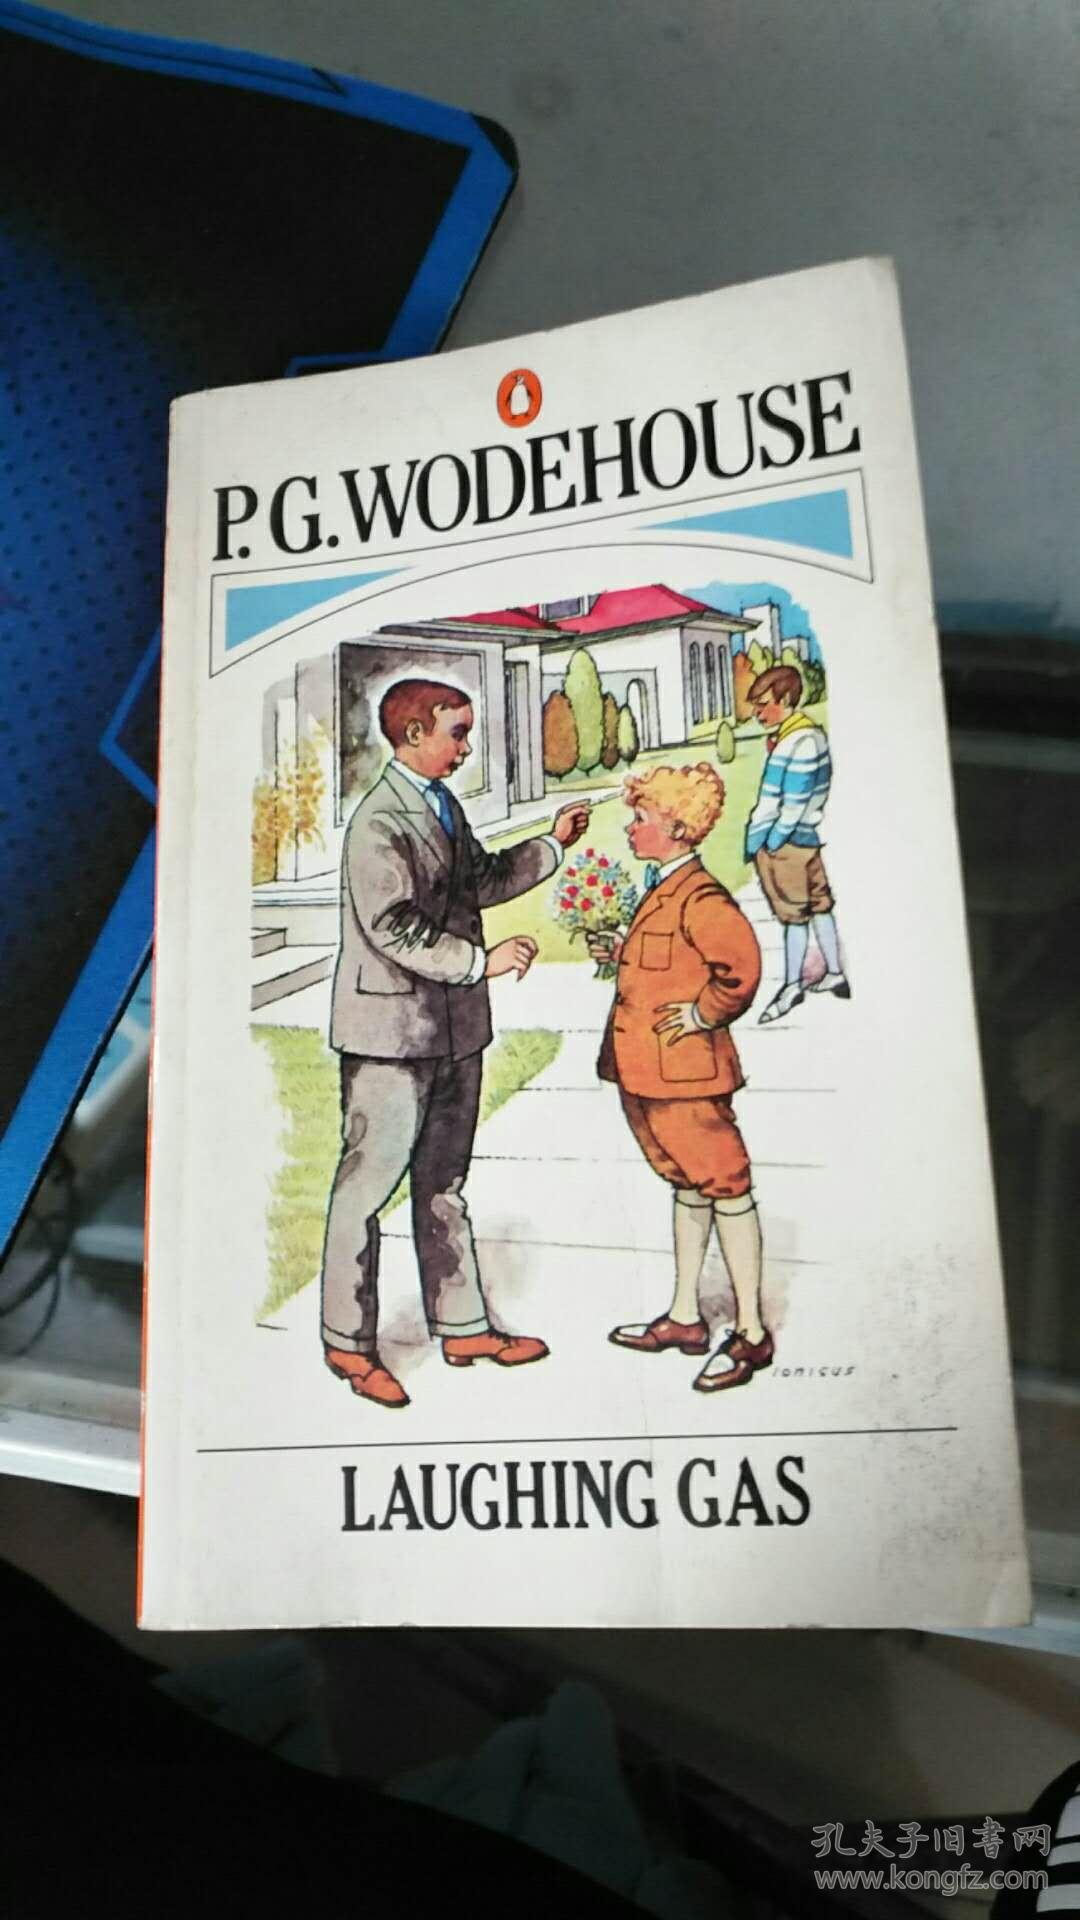 P. G. WODEHOUSE
ionicus
LAUGHING GAS
孔夫子旧书网
www.kongfz.com